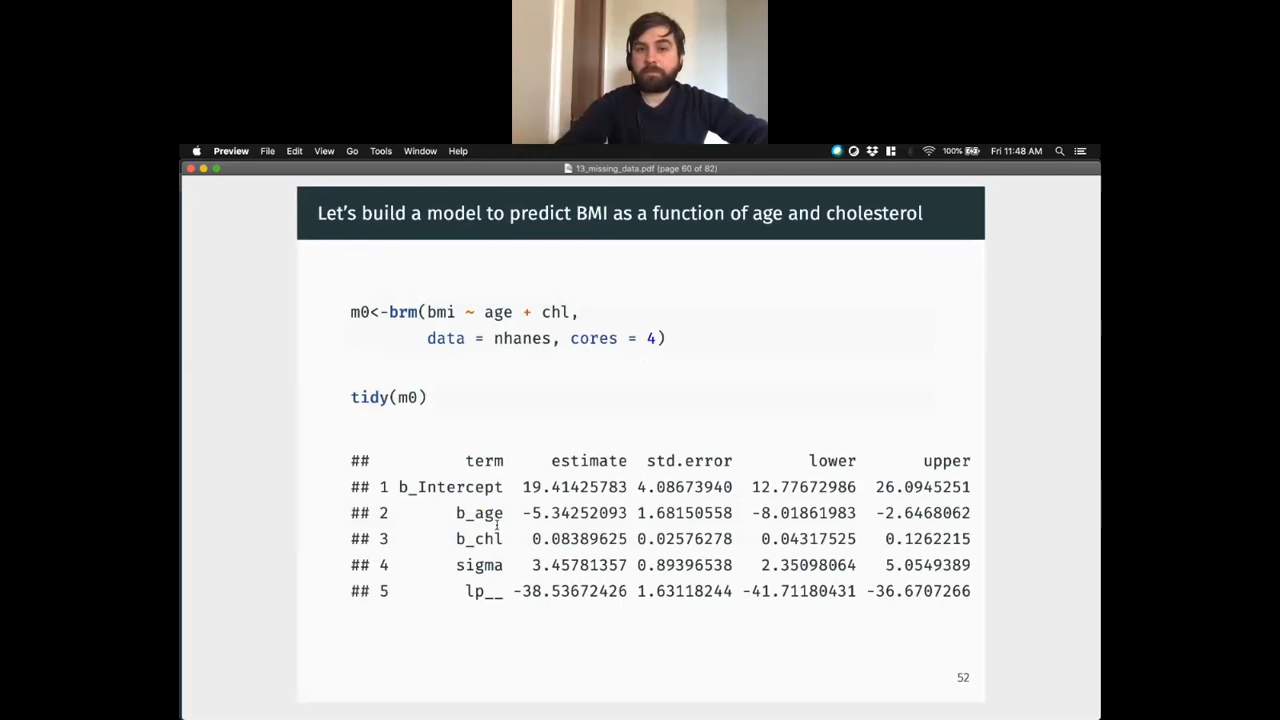 Preview File Edit View Go Tools Window Help 100% Fri 11:48 AM
13_missing_data.pdf (page 60 of 82)
Let's build a model to predict BMI as a function of age and cholesterol
m0<-brm(bmi ~ age + chl,
data = nhanes, cores = 4)
tidy(m0)
## term estimate std.error lower upper
## 1 b_Intercept 19.41425783 4.08673940 12.77672986 26.0945251
## 2 b_age -5.34252093 1.68150558 -8.01861983 -2.6468062
## 3 b_chl 0.08389625 0.02576278 0.04317525 0.1262215
## 4 sigma 3.45781357 0.89396538 2.35098064 5.0549389
## 5 lp__ -38.53672426 1.63118244 -41.71180431 -36.6707266
52